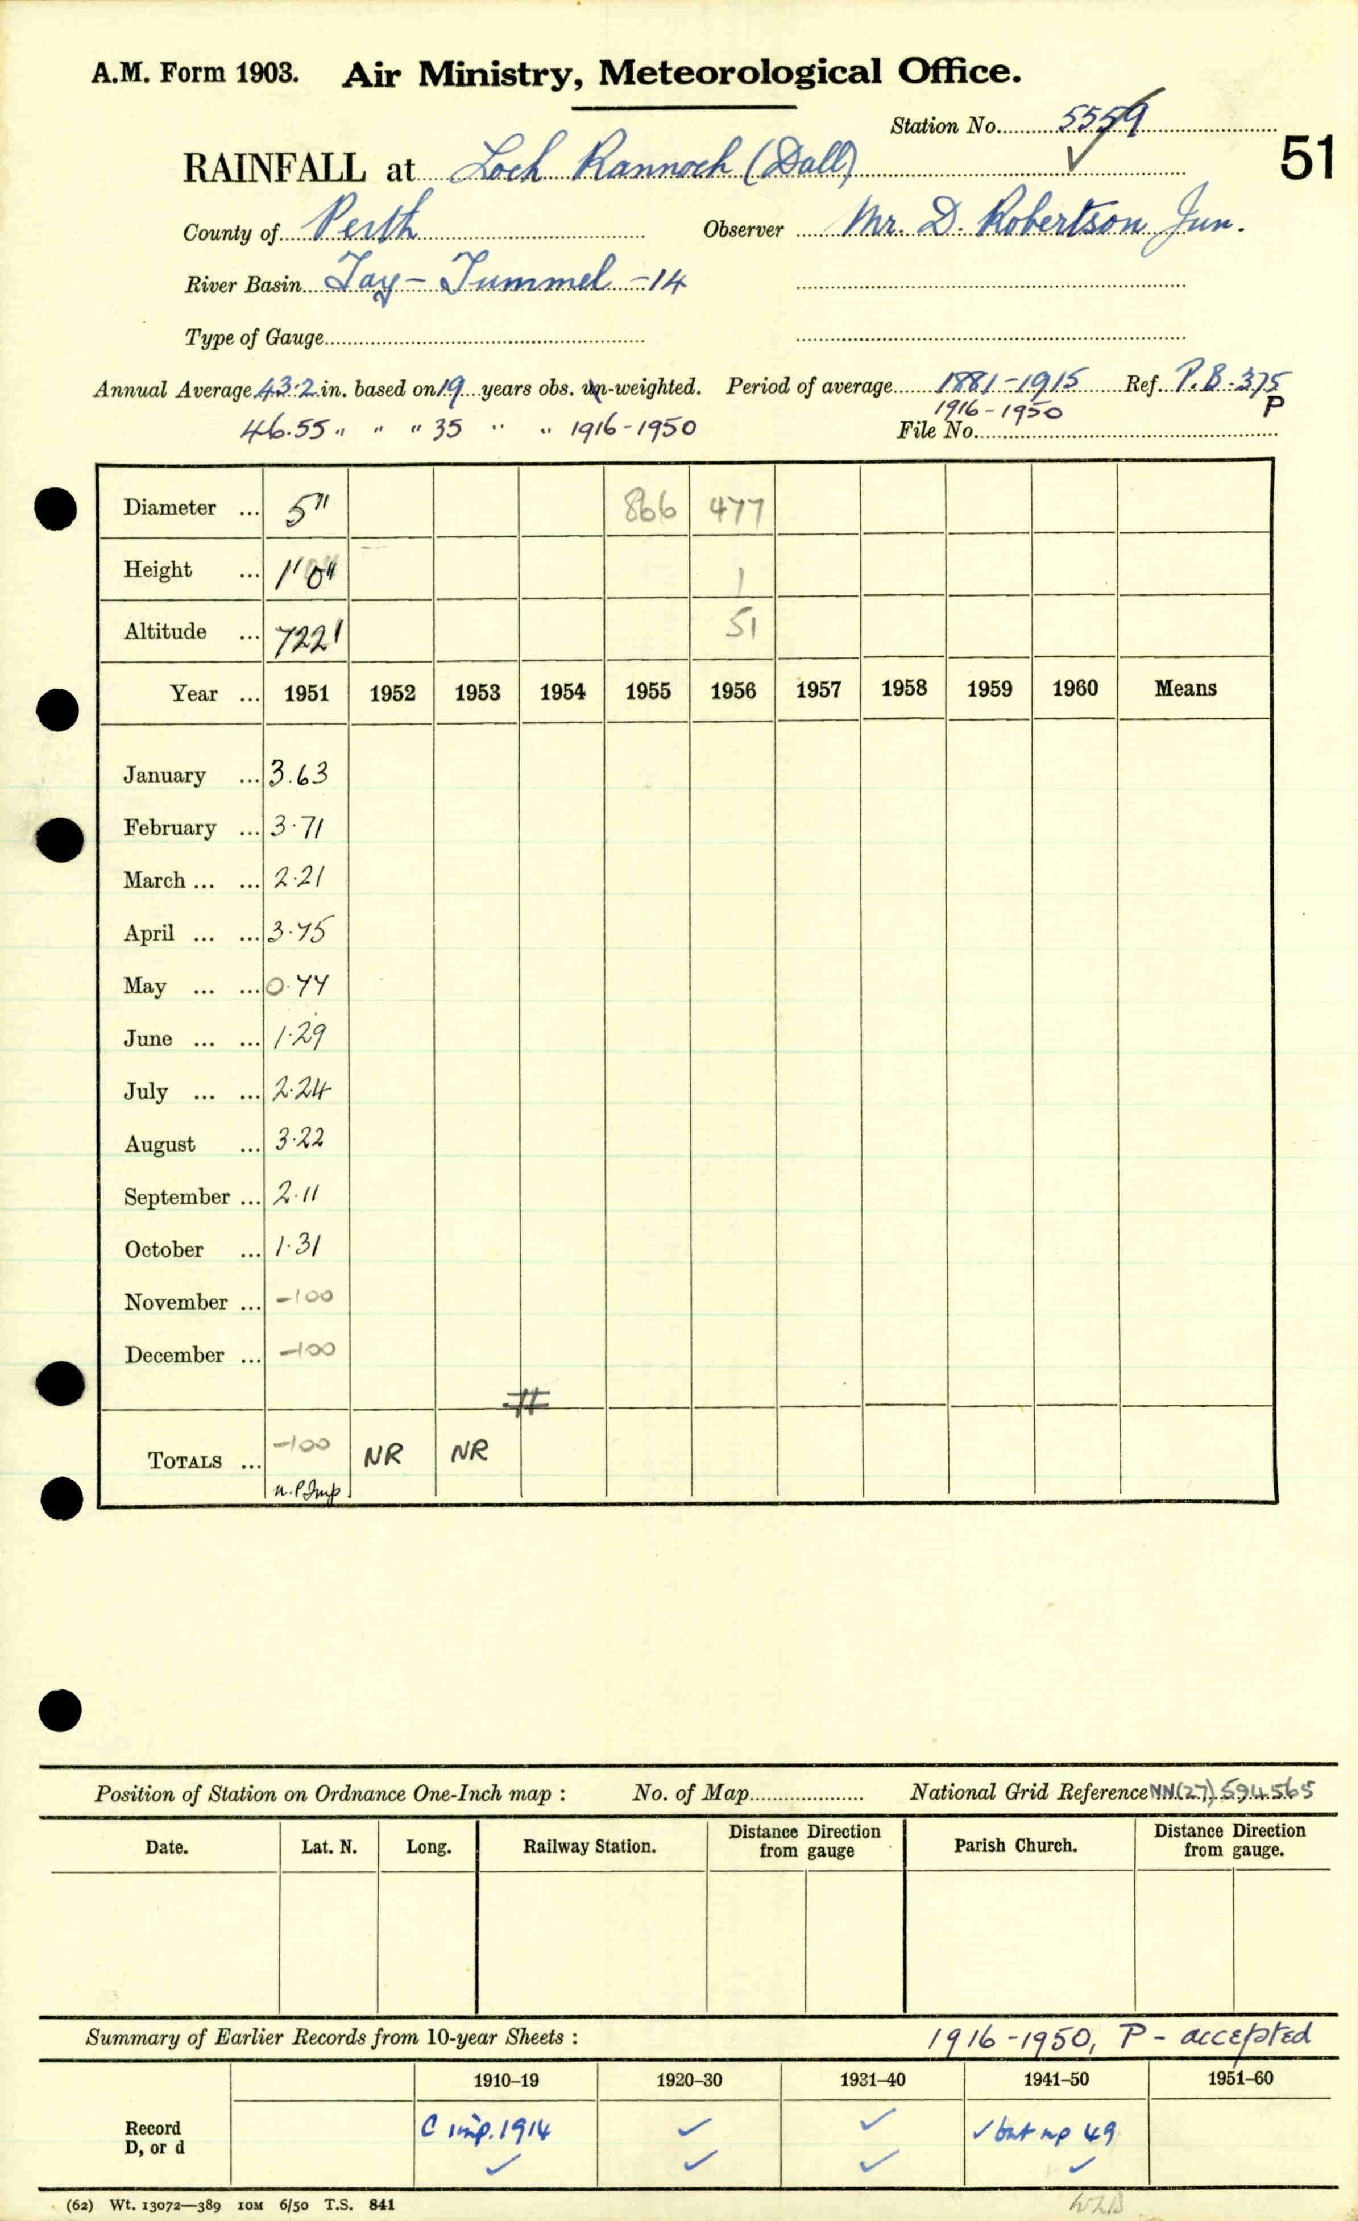 A.M. Form 1903. Air Ministry, Meteorological Office.
Station No. 5559
51
RAINFALL at Loch Rannoch (Dall)
County of Perth Observer Mr. D. Robertson Jun.
River Basin Tay - Tummel - 14
Type of Gauge
Annual Average 43.2 in. based on 19 years obs. un-weighted. Period of average 1881-1915 Ref. P.B. 375
1916-1950 P
46.55 " " " 35 " " 1916-1950 File No.
Diameter ... 5" 866 477
Height ... 1' 0" 1
Altitude ... 722' 51
Year ... 1951 1952 1953 1954 1955 1956 1957 1958 1959 1960 Means
January ... 3.63
February ... 3.71
March ... ... 2.21
April ... ... 3.75
May ... ... 0.77
June ... ... 1.29
July ... ... 2.24
August ... 3.22
September ... 2.11
October ... 1.31
November ... -100
December ... -100
TOTALS ... -100 NR NR
n.P Imp
Position of Station on Ordnance One-Inch map : No. of Map National Grid Reference NN(27) 594565
Date. Lat. N. Long. Railway Station. Distance from Direction gauge Parish Church. Distance from Direction gauge.
Summary of Earlier Records from 10-year Sheets : 1916-1950, P - accepted
1910–19 1920–30 1931–40 1941–50 1951–60
Record C imp. 1914 ✓ ✓ ✓ but np 49
D, or d ✓ ✓ ✓ ✓
(62) Wt. 13072—389 10M 6/50 T.S. 841